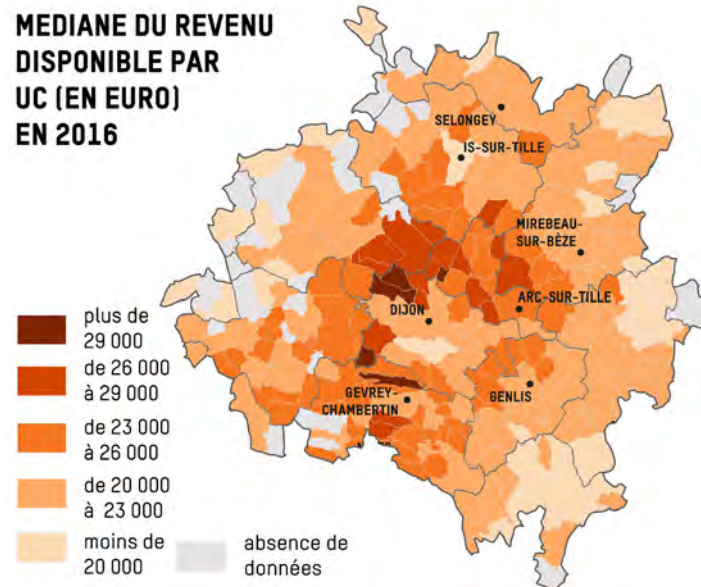 MEDIANE DU REVENU
DISPONIBLE PAR
UC (EN EURO)
EN 2016
SELONGEY
IS-SUR-TILLE
MIREBEAU-
SUR-BÈZE
DIJON
ARC-SUR-TILLE
GEVREY-
CHAMBERTIN
GENLIS
plus de
29 000
de 26 000
à 29 000
de 23 000
à 26 000
de 20 000
à 23 000
moins de
20 000
absence de
données